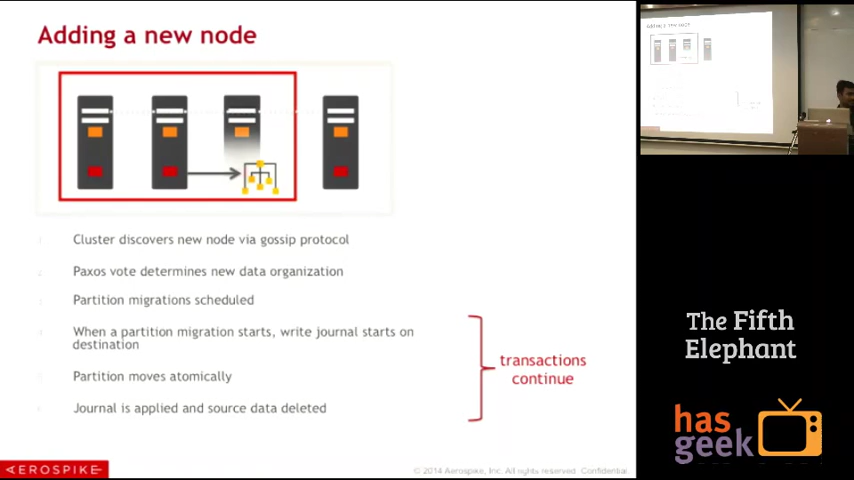 Adding a new node
Cluster discovers new node via gossip protocol
Paxos vote determines new data organization
Partition migrations scheduled
When a partition migration starts, write journal starts on
destination
Partition moves atomically
Journal is applied and source data deleted
transactions
continue
AEROSPIKE
© 2014 Aerospike, Inc. All rights reserved. Confidential
The Fifth
Elephant
has
geek